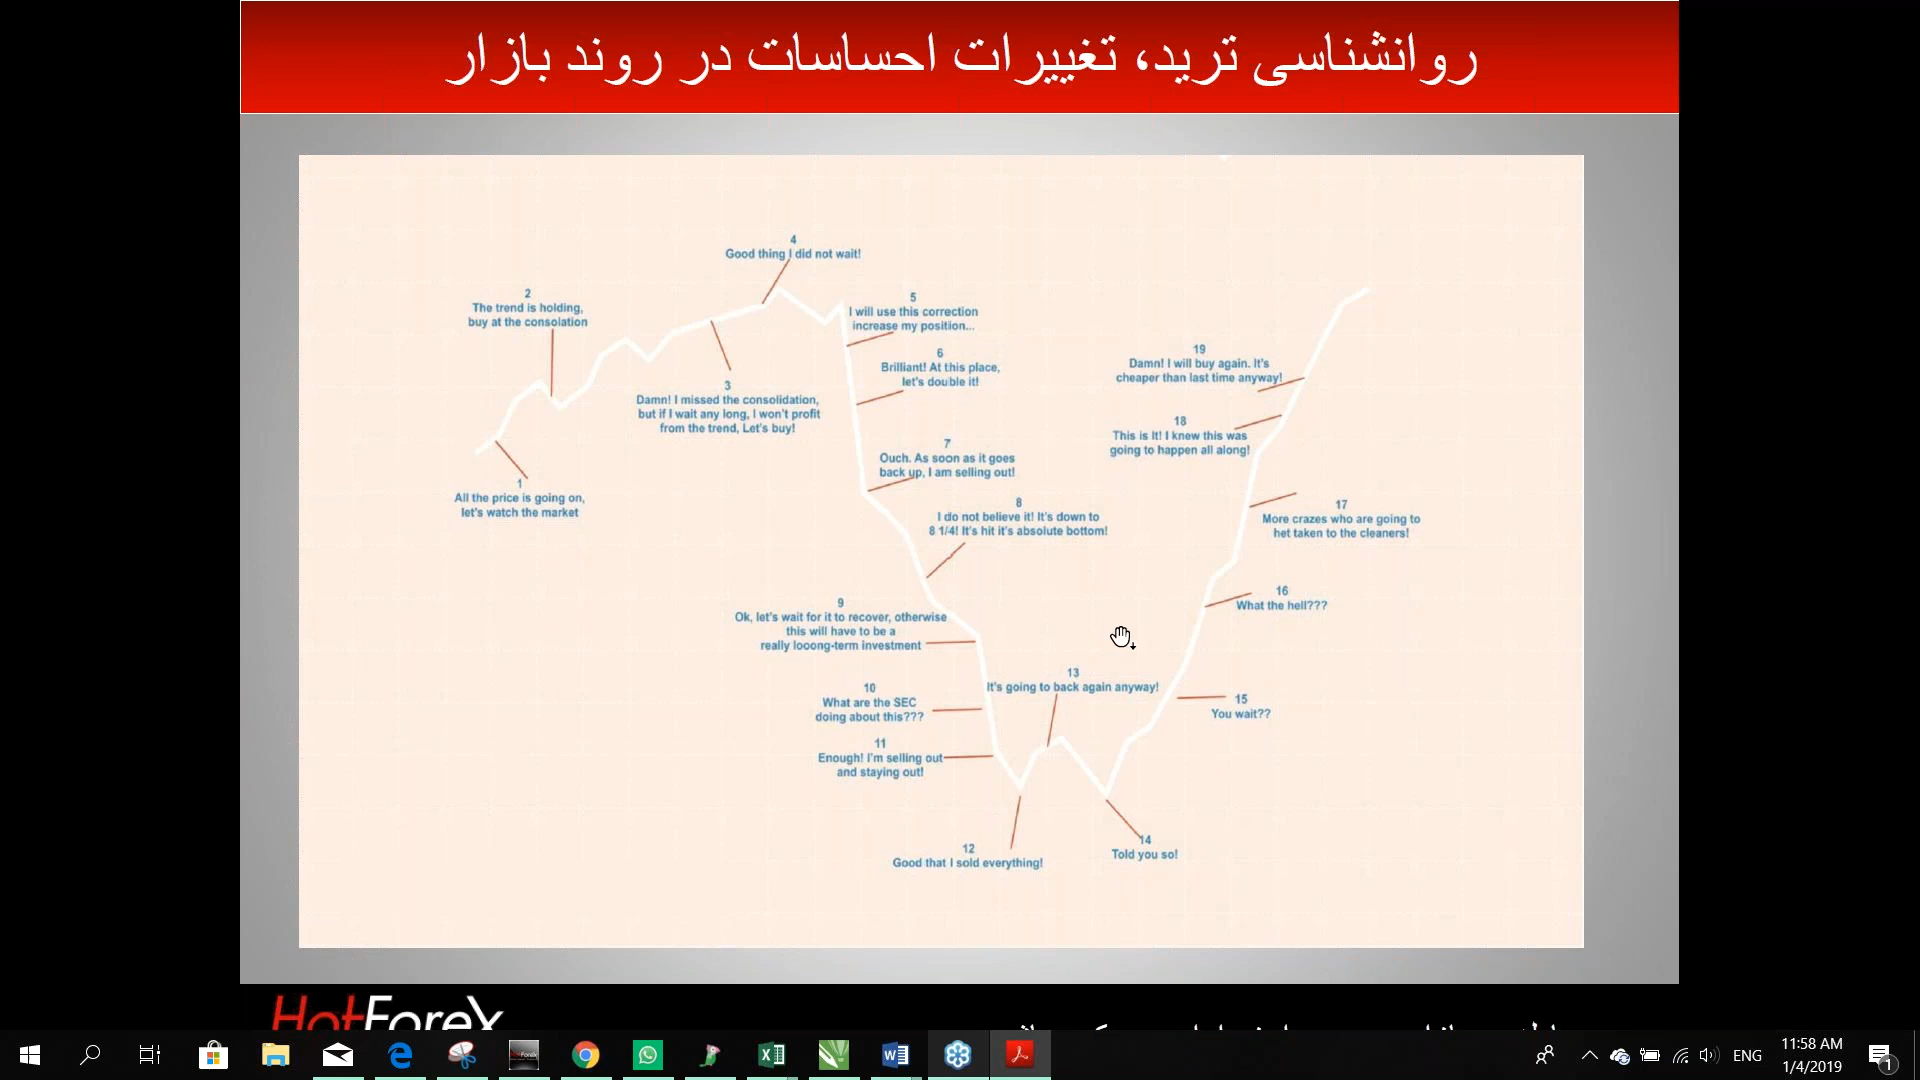 روانشناسی ترید، تغییرات احساسات در روند بازار
1
All the price is going on,
let's watch the market
2
The trend is holding,
buy at the consolation
3
Damn! I missed the consolidation,
but if I wait any long, I won't profit
from the trend, Let's buy!
4
Good thing I did not wait!
5
I will use this correction
increase my position...
6
Brilliant! At this place,
let's double it!
7
Ouch. As soon as it goes
back up, I am selling out!
8
I do not believe it! It's down to
8 1/4! It's hit it's absolute bottom!
9
Ok, let's wait for it to recover, otherwise
this will have to be a
really looong-term investment
10
What are the SEC
doing about this???
11
Enough! I'm selling out
and staying out!
12
Good that I sold everything!
13
It's going to back again anyway!
14
Told you so!
15
You wait??
16
What the hell???
17
More crazes who are going to
het taken to the cleaners!
18
This is It! I knew this was
going to happen all along!
19
Damn! I will buy again. It's
cheaper than last time anyway!
HotForex
ENG
11:58 AM
1/4/2019
1